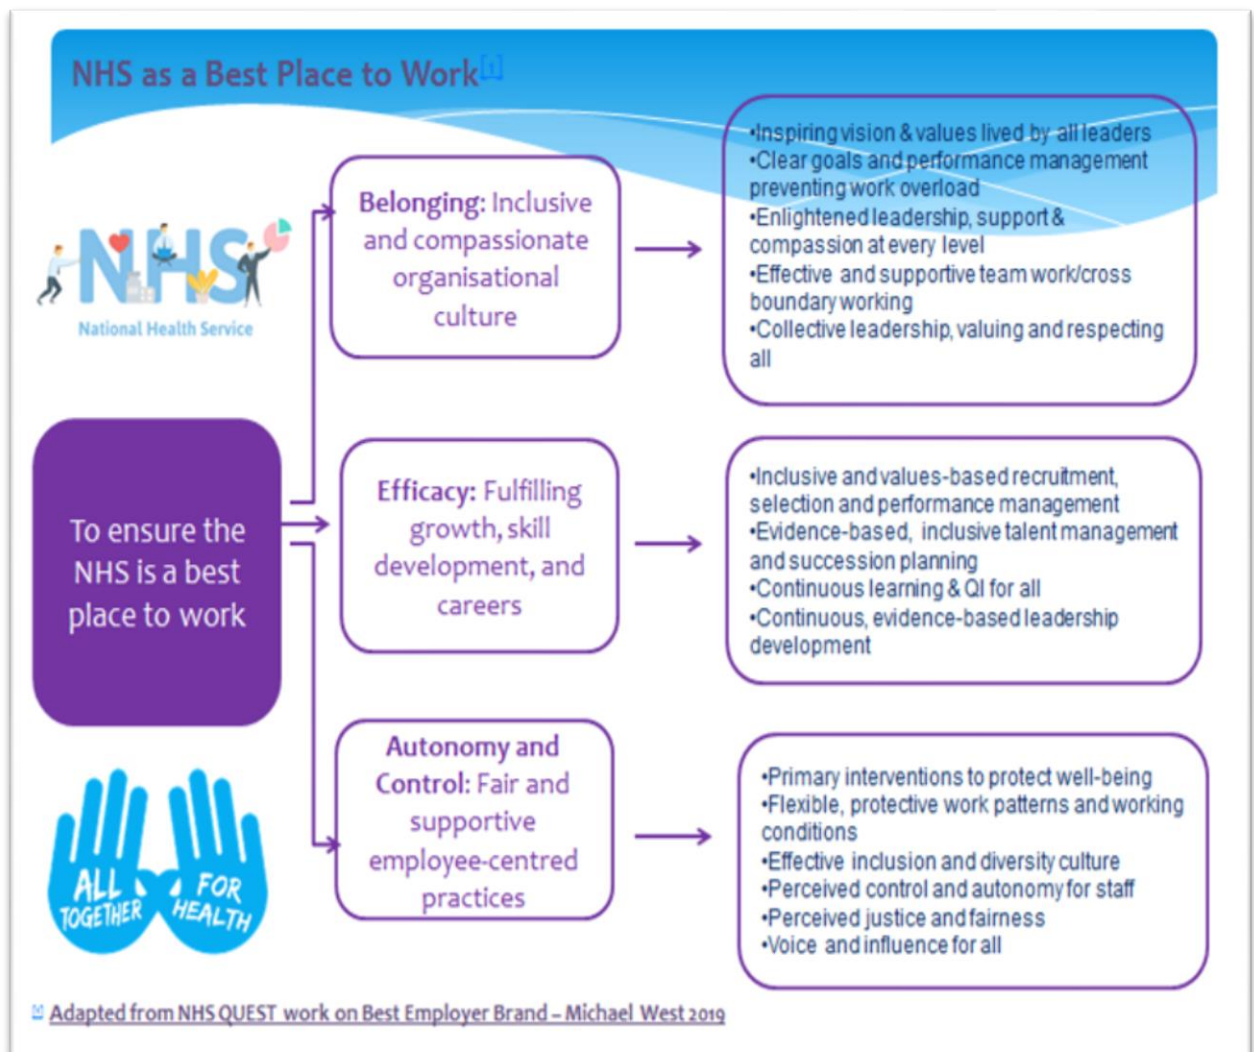 NHS as a Best Place to Work[1]
NHS
National Health Service
To ensure the
NHS is a best
place to work
Belonging: Inclusive
and compassionate
organisational
culture
•Inspiring vision & values lived by all leaders
•Clear goals and performance management
preventing work overload
•Enlightened leadership, support &
compassion at every level
•Effective and supportive team work/cross
boundary working
•Collective leadership, valuing and respecting
all
Efficacy: Fulfilling
growth, skill
development, and
careers
•Inclusive and values-based recruitment,
selection and performance management
•Evidence-based, inclusive talent management
and succession planning
•Continuous learning & QI for all
•Continuous, evidence-based leadership
development
Autonomy and
Control: Fair and
supportive
employee-centred
practices
•Primary interventions to protect well-being
•Flexible, protective work patterns and working
conditions
•Effective inclusion and diversity culture
•Perceived control and autonomy for staff
•Perceived justice and fairness
•Voice and influence for all
ALL
TOGETHER
FOR
HEALTH
Adapted from NHS QUEST work on Best Employer Brand – Michael West 2019